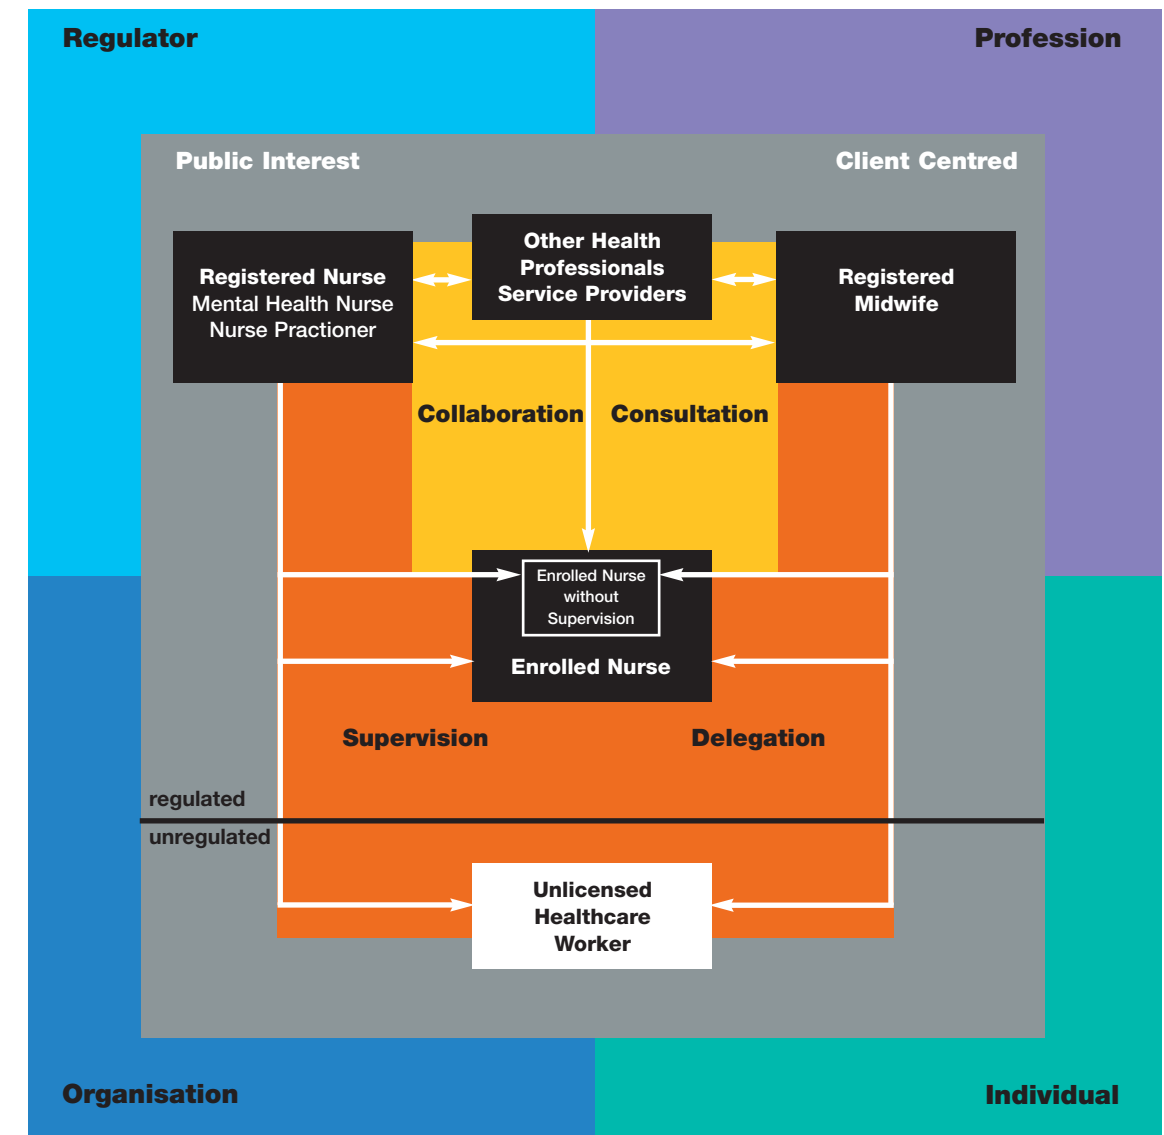 Regulator
Profession
Public Interest
Client Centred
Registered Nurse
Mental Health Nurse
Nurse Practioner
Other Health
Professionals
Service Providers
Registered
Midwife
Collaboration
Consultation
Enrolled Nurse
without
Supervision
Enrolled Nurse
Supervision
Delegation
regulated
unregulated
Unlicensed
Healthcare
Worker
Organisation
Individual